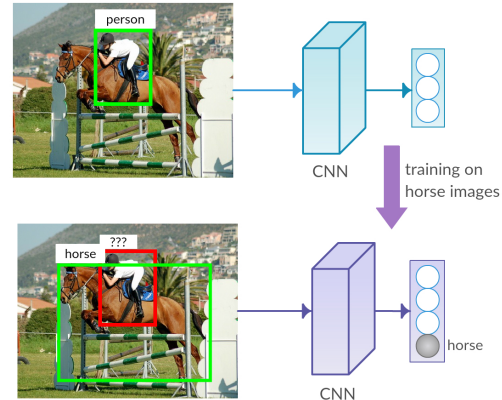 person
CNN
training on
horse images
???
horse
horse
CNN